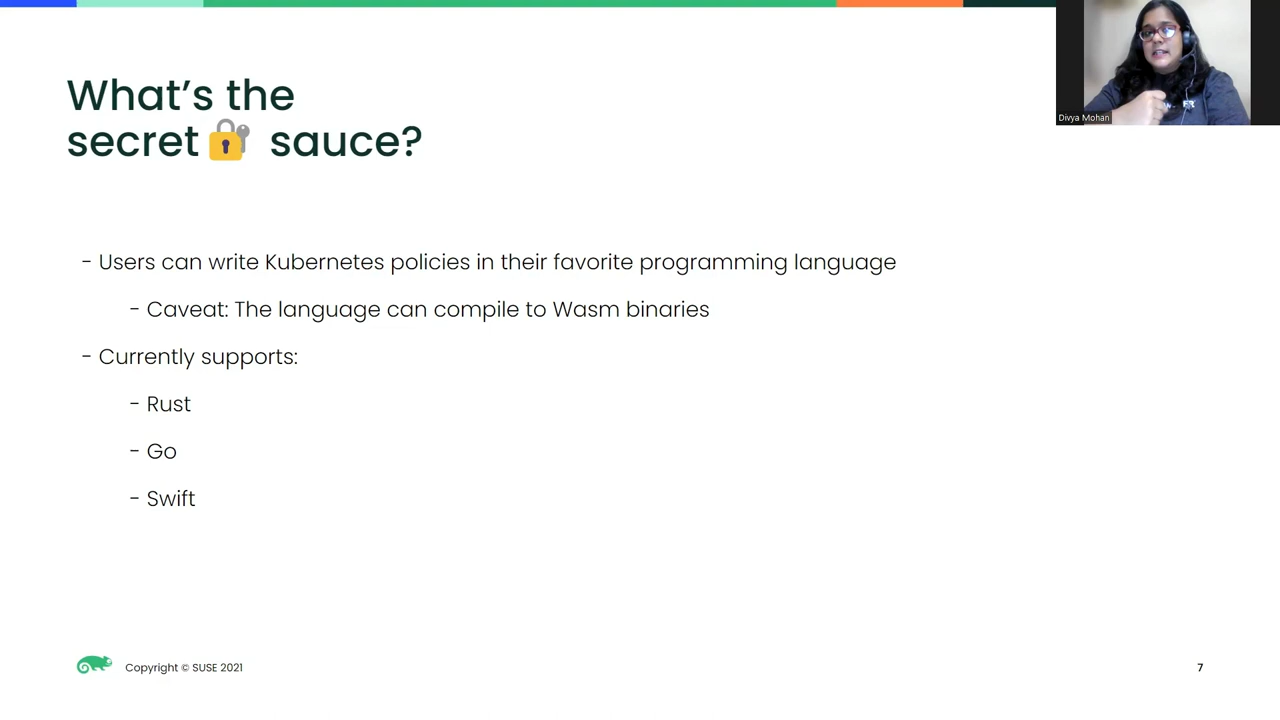 What's the
secret 🔐 sauce?
- Users can write Kubernetes policies in their favorite programming language
- Caveat: The language can compile to Wasm binaries
- Currently supports:
- Rust
- Go
- Swift
Copyright © SUSE 2021
7
Divya Mohan